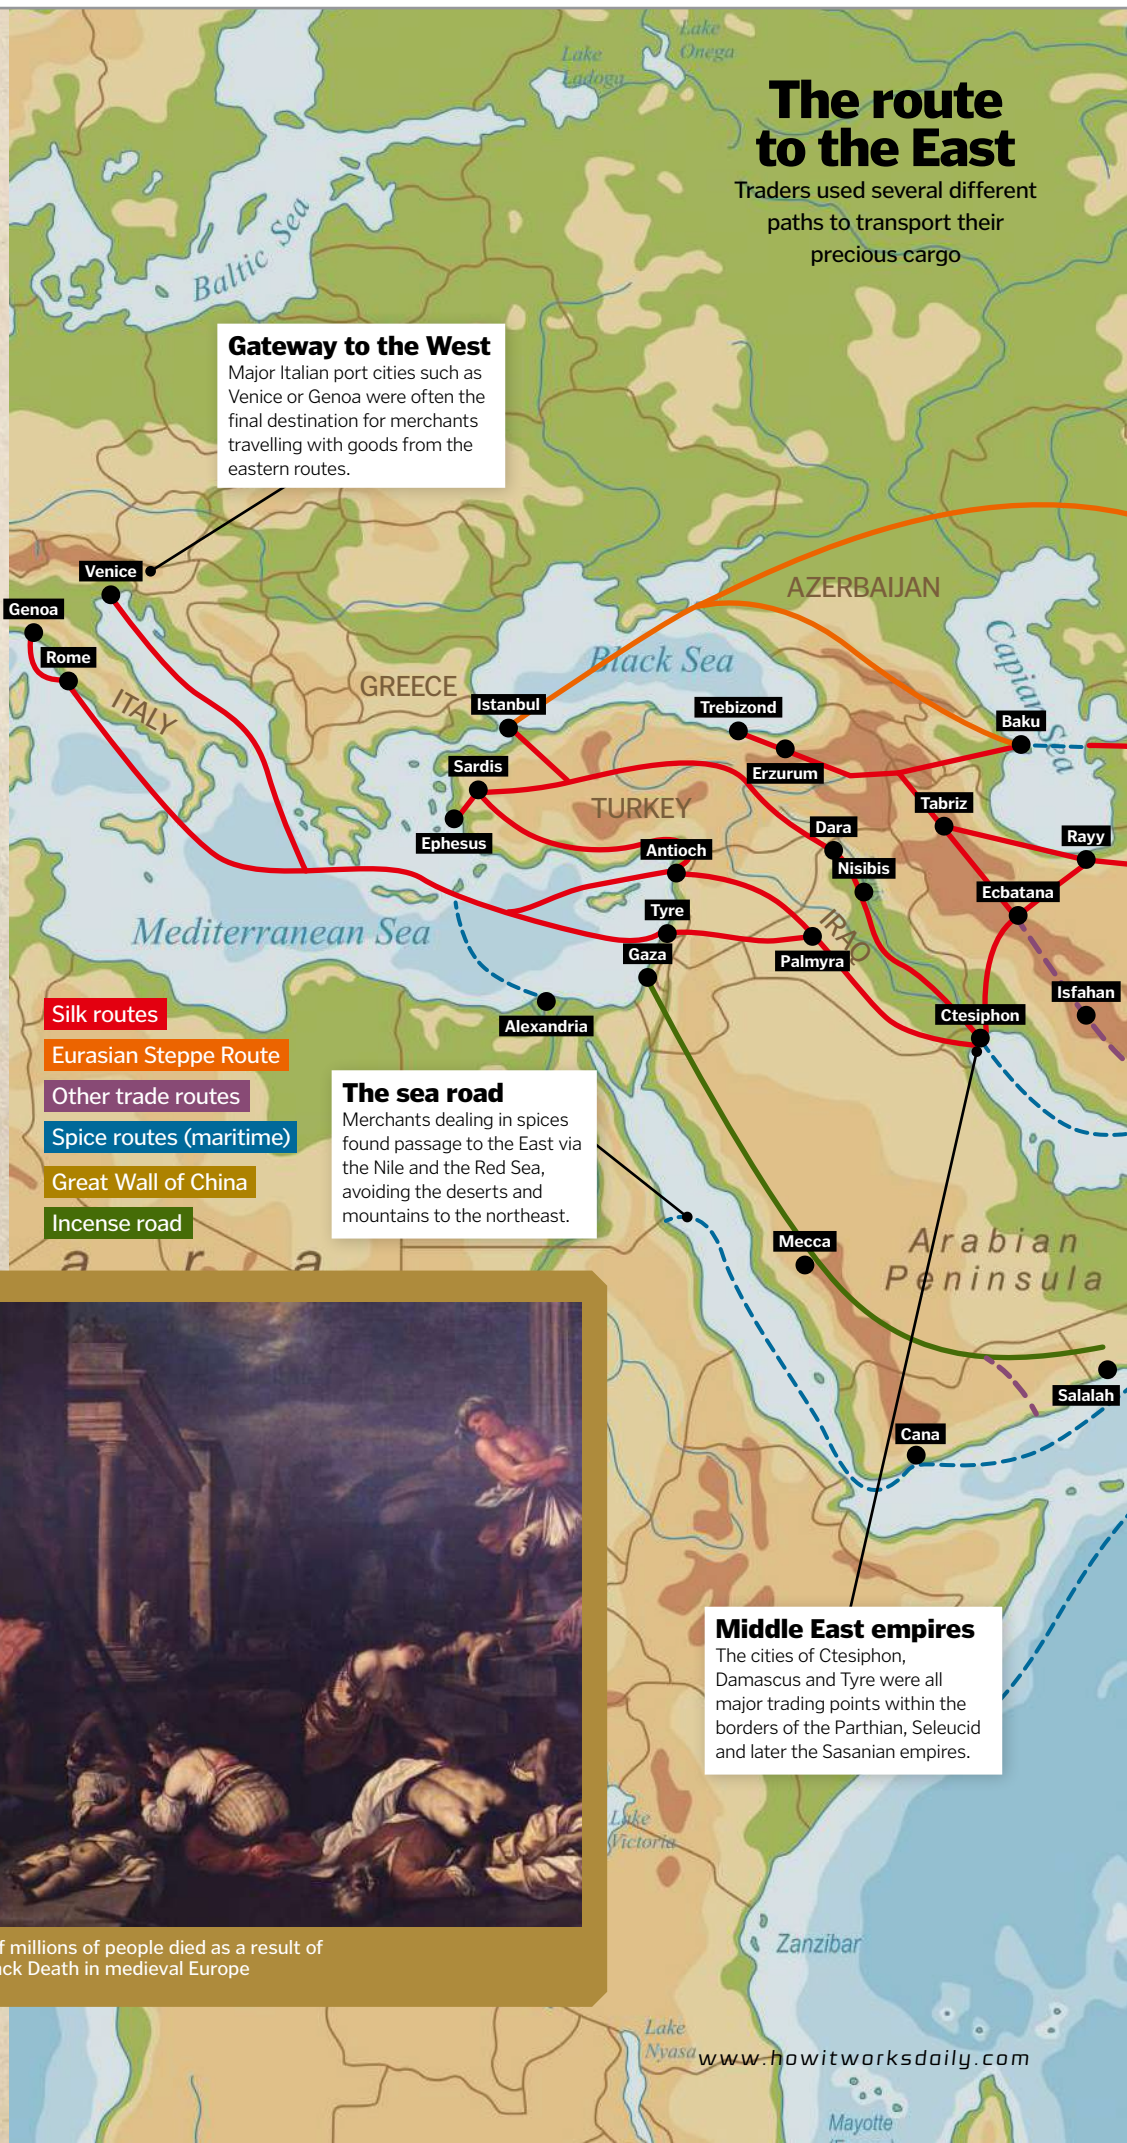 The route
to the East
Traders used several different
paths to transport their
precious cargo
Lake
Ladoga
Lake
Onega
Baltic Sea
Gateway to the West
Major Italian port cities such as
Venice or Genoa were often the
final destination for merchants
travelling with goods from the
eastern routes.
Venice
Genoa
Rome
ITALY
GREECE
AZERBAIJAN
Black Sea
Capian Sea
Istanbul
Trebizond
Baku
Sardis
Erzurum
TURKEY
Tabriz
Ephesus
Dara
Rayy
Antioch
Nisibis
Ecbatana
Tyre
IRAQ
Mediterranean Sea
Gaza
Palmyra
Isfahan
Alexandria
Ctesiphon
Silk routes
Eurasian Steppe Route
Other trade routes
Spice routes (maritime)
Great Wall of China
Incense road
The sea road
Merchants dealing in spices
found passage to the East via
the Nile and the Red Sea,
avoiding the deserts and
mountains to the northeast.
a r a
Mecca
Arabian
Peninsula
Salalah
Cana
Middle East empires
The cities of Ctesiphon,
Damascus and Tyre were all
major trading points within the
borders of the Parthian, Seleucid
and later the Sasanian empires.
Lake
Victoria
f millions of people died as a result of
ck Death in medieval Europe
Zanzibar
Lake
Nyasa
www.howitworksdaily.com
Mayotte